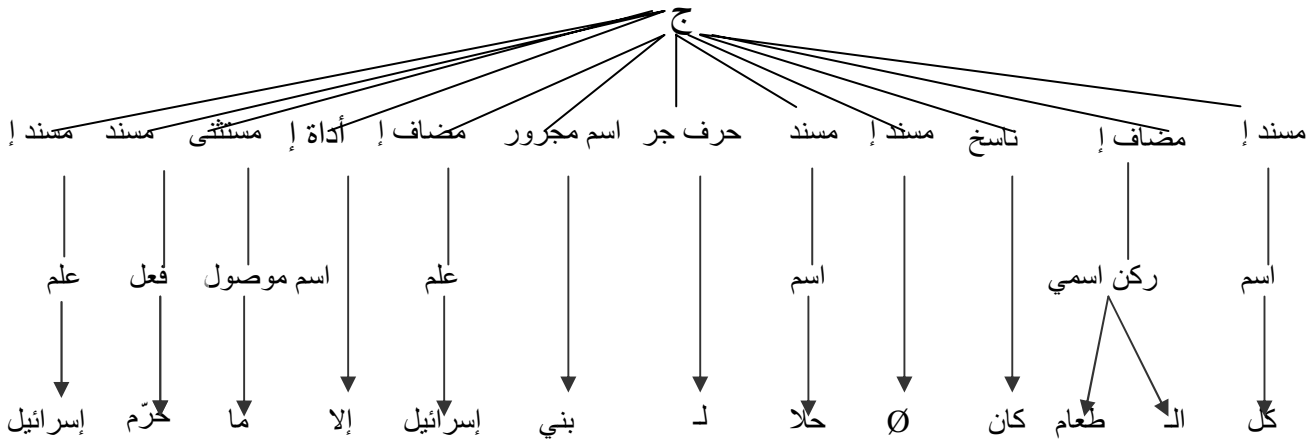 ج
مسند إ مضاف إ ناسخ مسند إ مسند حرف جر اسم مجرور مضاف إ أداة إ مستثنى مسند مسند إ
اسم ركن اسمي اسم علم اسم موصول فعل علم
كل الـ طعام كان Ø حلا لـ بني إسرائيل إلا ما حرّم إسرائيل